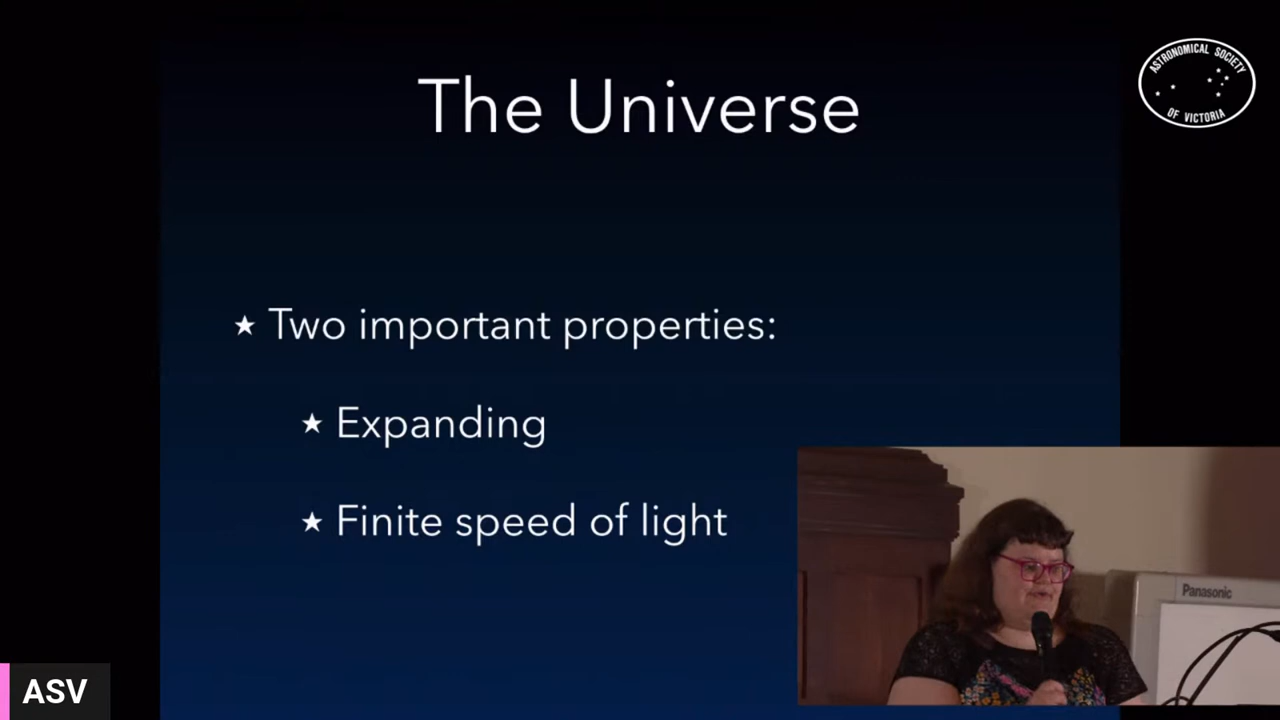 ASTRONOMICAL SOCIETY
OF VICTORIA
The Universe
★ Two important properties:
★ Expanding
★ Finite speed of light
Panasonic
ASV